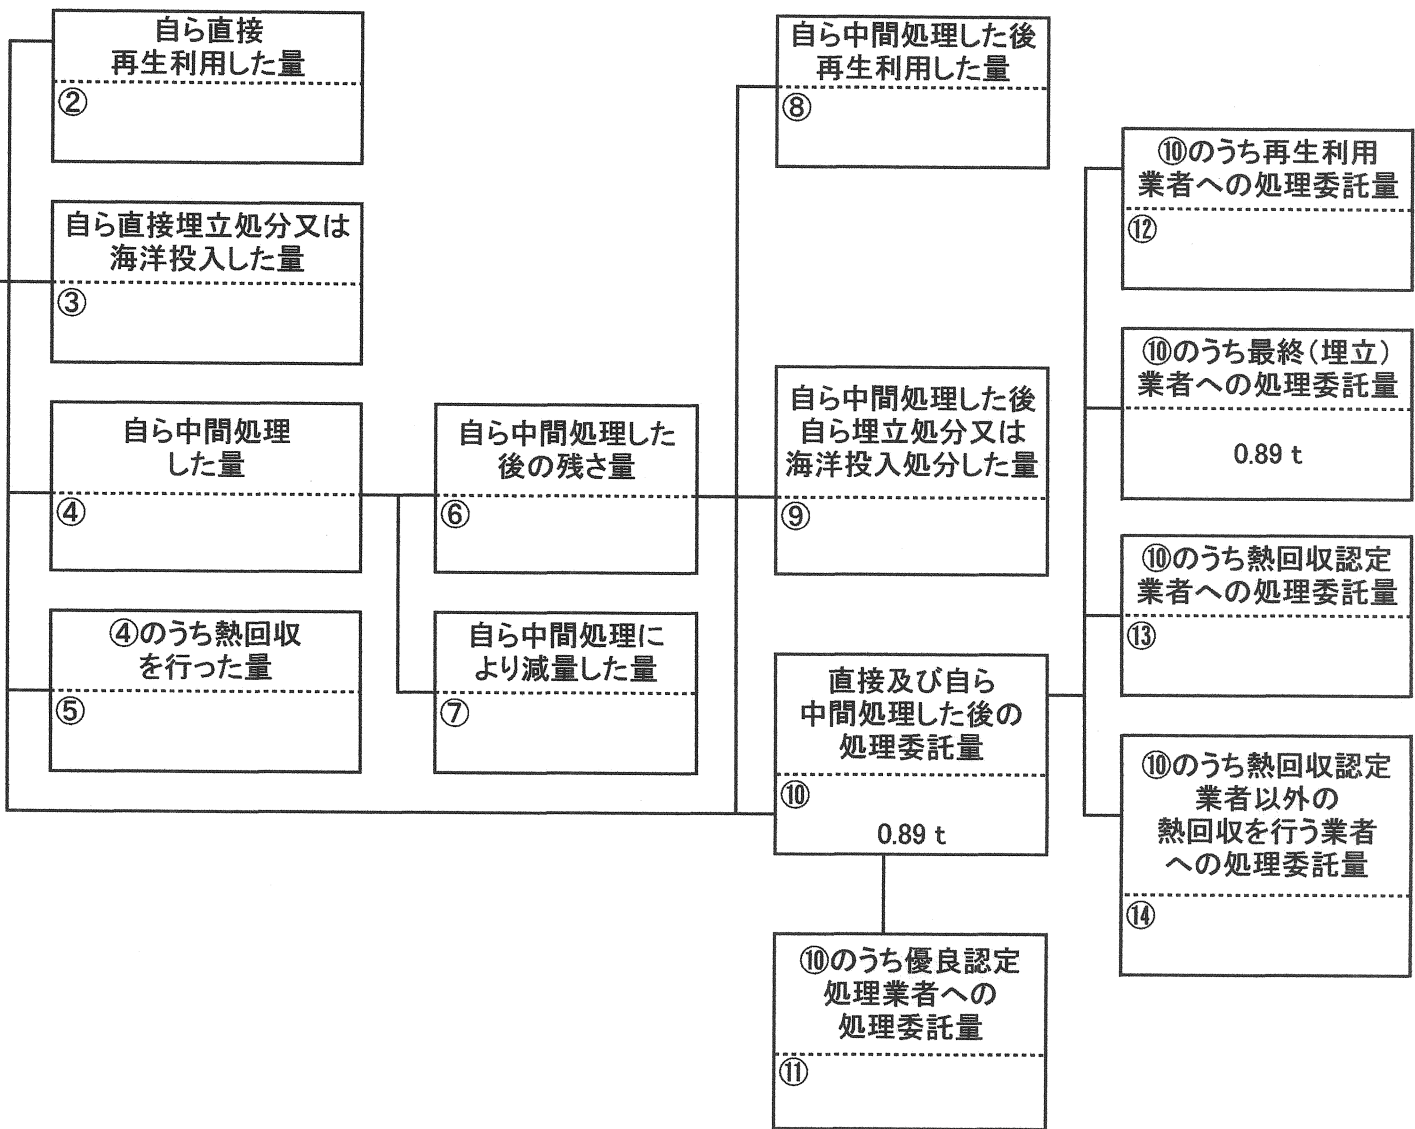 自ら直接
再生利用した量
②
自ら直接埋立処分又は
海洋投入した量
③
自ら中間処理
した量
④
④のうち熱回収
を行った量
⑤
自ら中間処理した
後の残さ量
⑥
自ら中間処理に
より減量した量
⑦
自ら中間処理した後
再生利用した量
⑧
自ら中間処理した後
自ら埋立処分又は
海洋投入処分した量
⑨
直接及び自ら
中間処理した後の
処理委託量
⑩
0.89 t
⑩のうち優良認定
処理業者への
処理委託量
⑪
⑩のうち再生利用
業者への処理委託量
⑫
⑩のうち最終（埋立）
業者への処理委託量
0.89 t
⑩のうち熱回収認定
業者への処理委託量
⑬
⑩のうち熱回収認定
業者以外の
熱回収を行う業者
への処理委託量
⑭